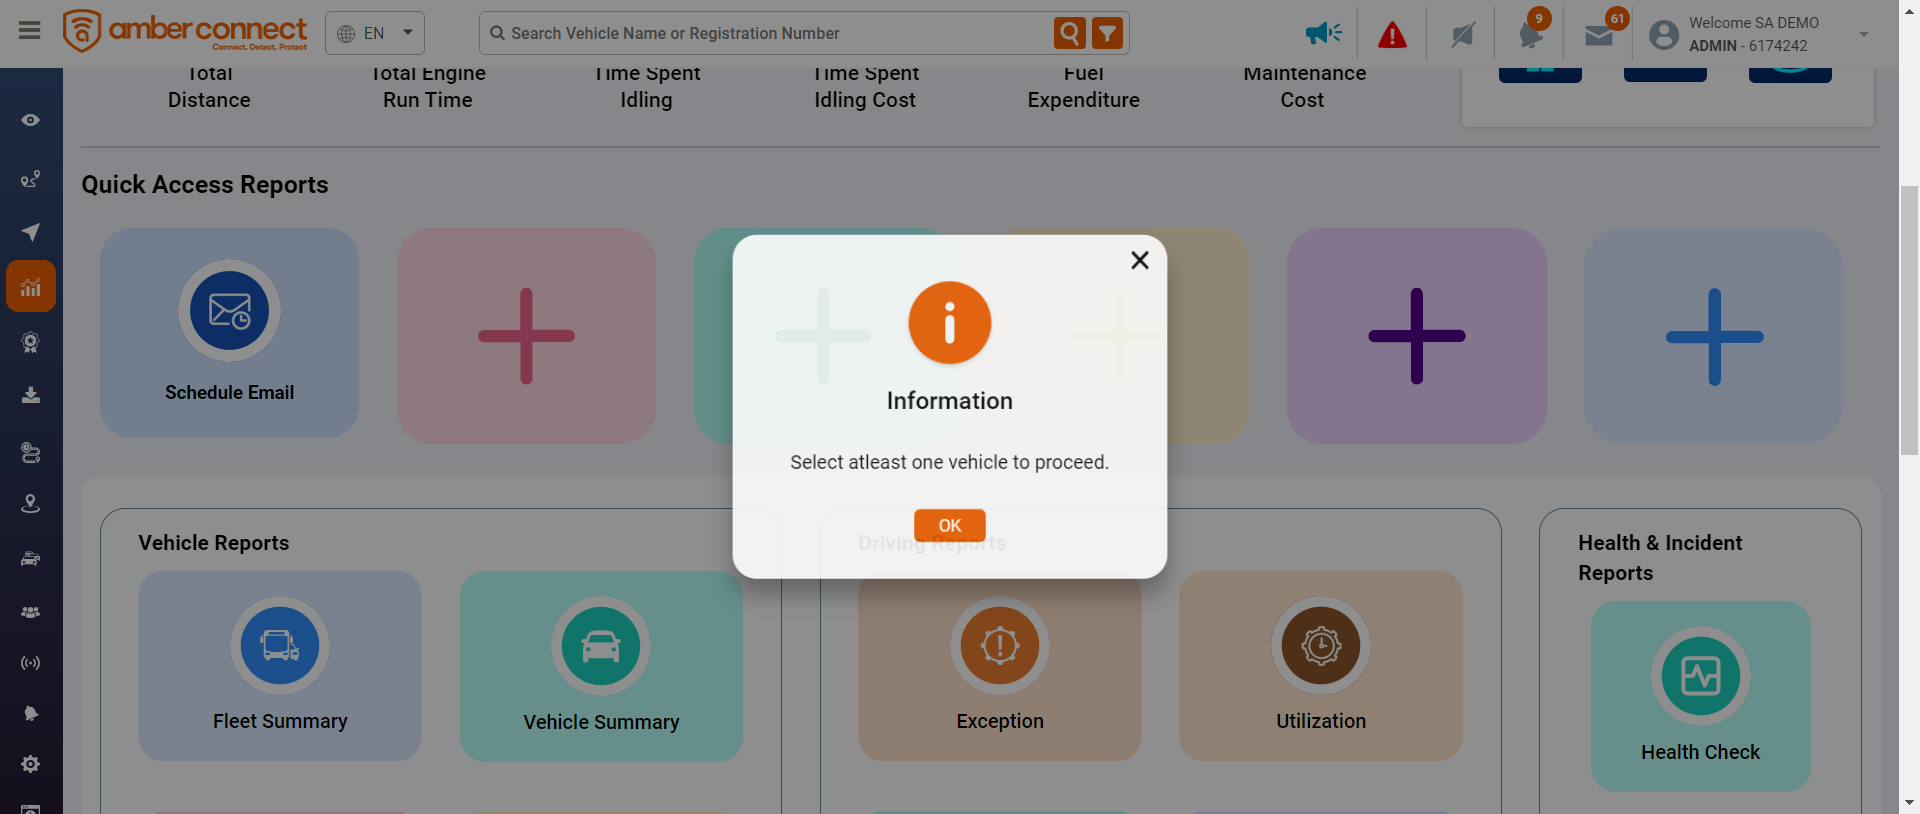 amber connect
Connect. Detect. Protect
EN
Search Vehicle Name or Registration Number
9
61
Welcome SA DEMO
ADMIN - 6174242
Total
Distance
Total Engine
Run Time
Time Spent
Idling
Time Spent
Idling Cost
Fuel
Expenditure
Maintenance
Cost
Quick Access Reports
Schedule Email
Information
Select atleast one vehicle to proceed.
OK
Vehicle Reports
Driving Reports
Health & Incident
Reports
Fleet Summary
Vehicle Summary
Exception
Utilization
Health Check